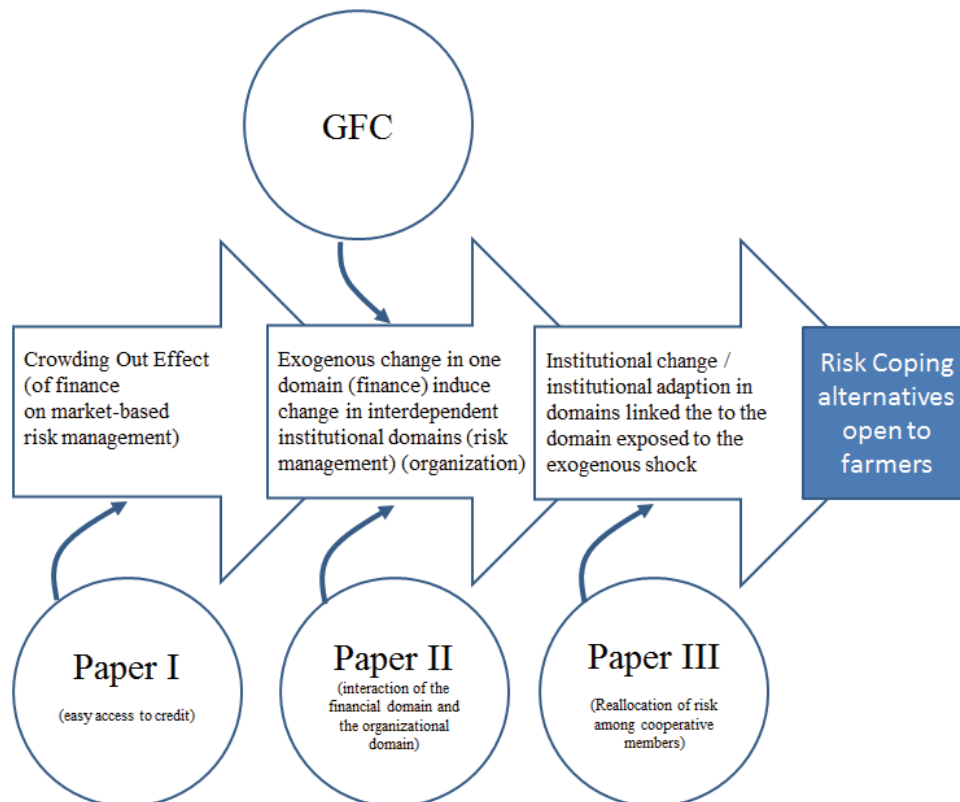 GFC
Crowding Out Effect
(of finance
on market-based
risk management)
Exogenous change in one
domain (finance) induce
change in interdependent
institutional domains (risk
management) (organization)
Institutional change /
institutional adaption in
domains linked the to the
domain exposed to the
exogenous shock
Risk Coping
alternatives
open to
farmers
Paper I
(easy access to credit)
Paper II
(interaction of the
financial domain and
the organizational
domain)
Paper III
(Reallocation of risk
among cooperative
members)